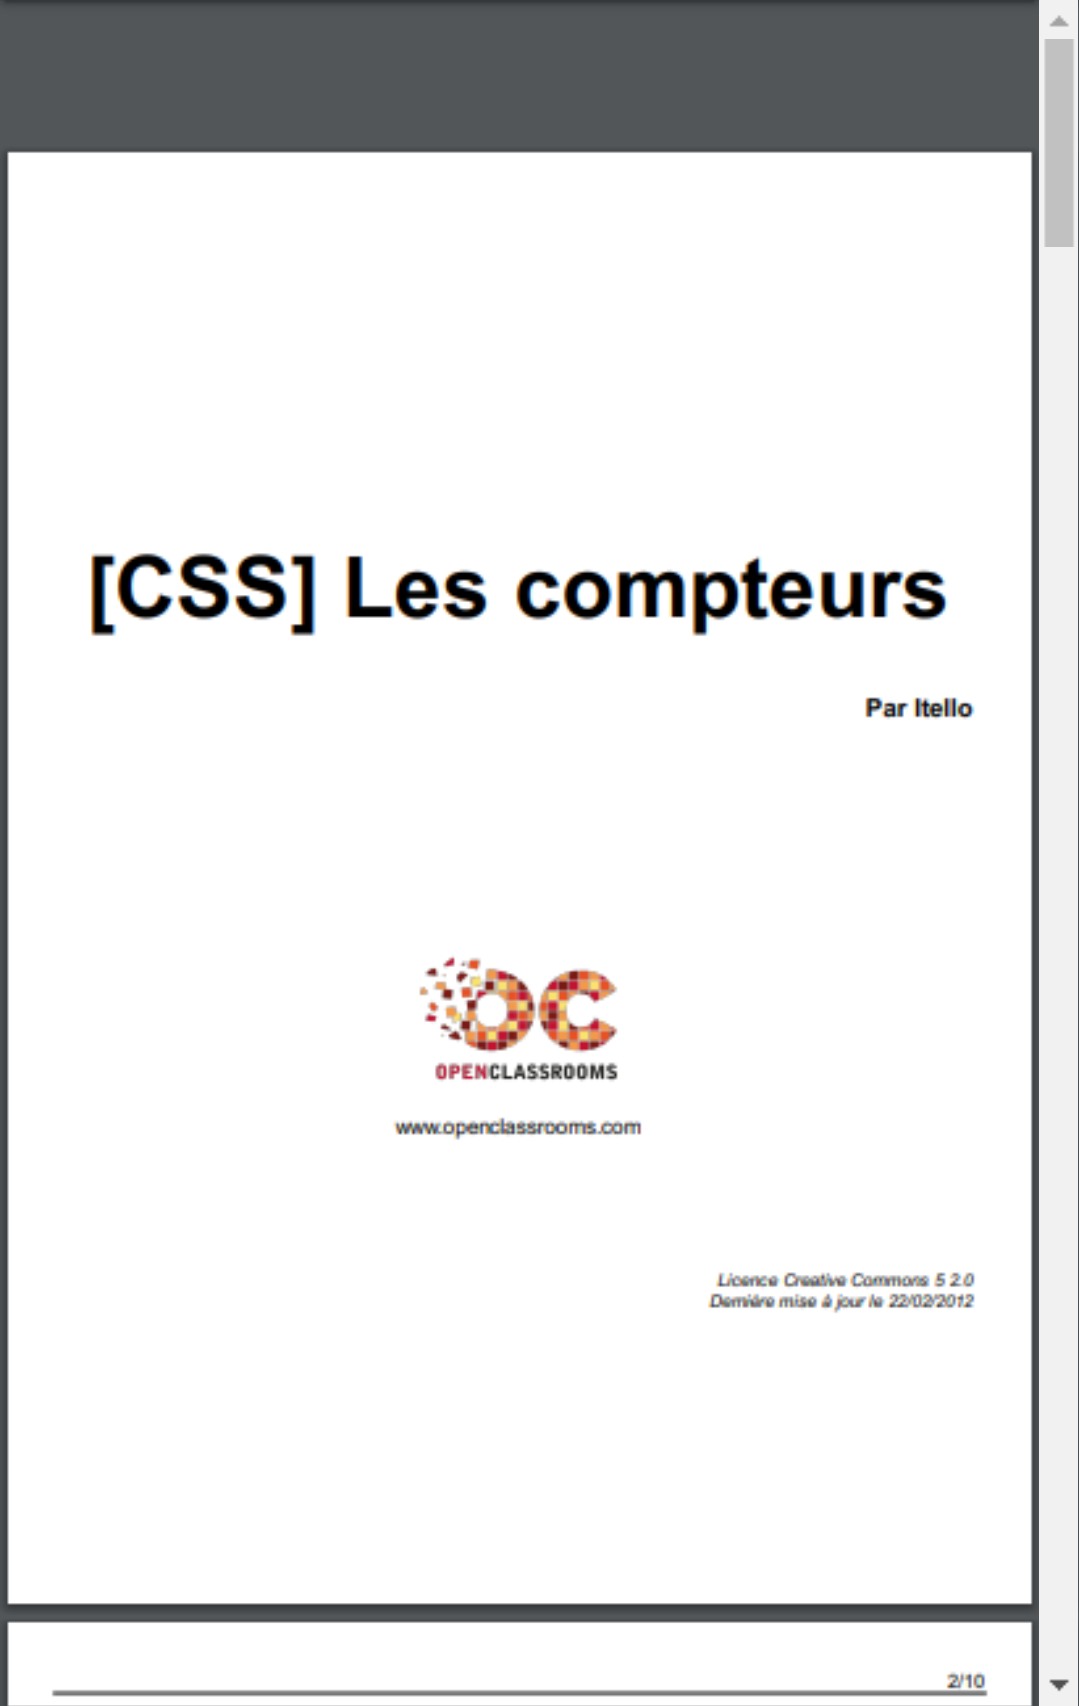 [CSS] Les compteurs
Par Itello
OPENCLASSROOMS
www.openclassrooms.com
Licence Creative Commons 5 2.0
Dernière mise à jour le 22/02/2012
2/10